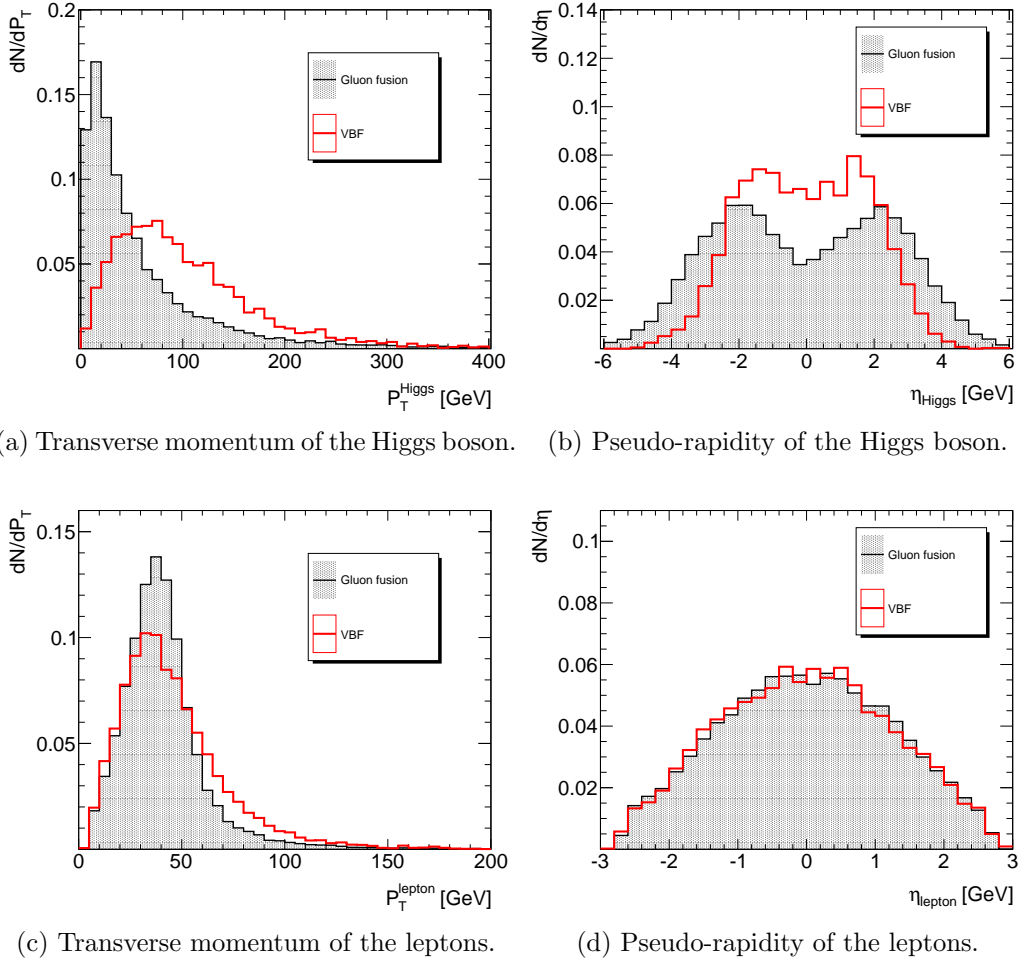 dN/dP_T
0.2
0.15
0.1
0.05
Gluon fusion
VBF
0 100 200 300 400
P_T^Higgs [GeV]
(a) Transverse momentum of the Higgs boson.
dN/dη
0.14
0.12
0.1
0.08
0.06
0.04
0.02
Gluon fusion
VBF
-6 -4 -2 0 2 4 6
η_Higgs [GeV]
(b) Pseudo-rapidity of the Higgs boson.
dN/dP_T
0.15
0.1
0.05
Gluon fusion
VBF
0 50 100 150 200
P_T^lepton [GeV]
(c) Transverse momentum of the leptons.
dN/dη
0.1
0.08
0.06
0.04
0.02
Gluon fusion
VBF
-3 -2 -1 0 1 2 3
η_lepton [GeV]
(d) Pseudo-rapidity of the leptons.